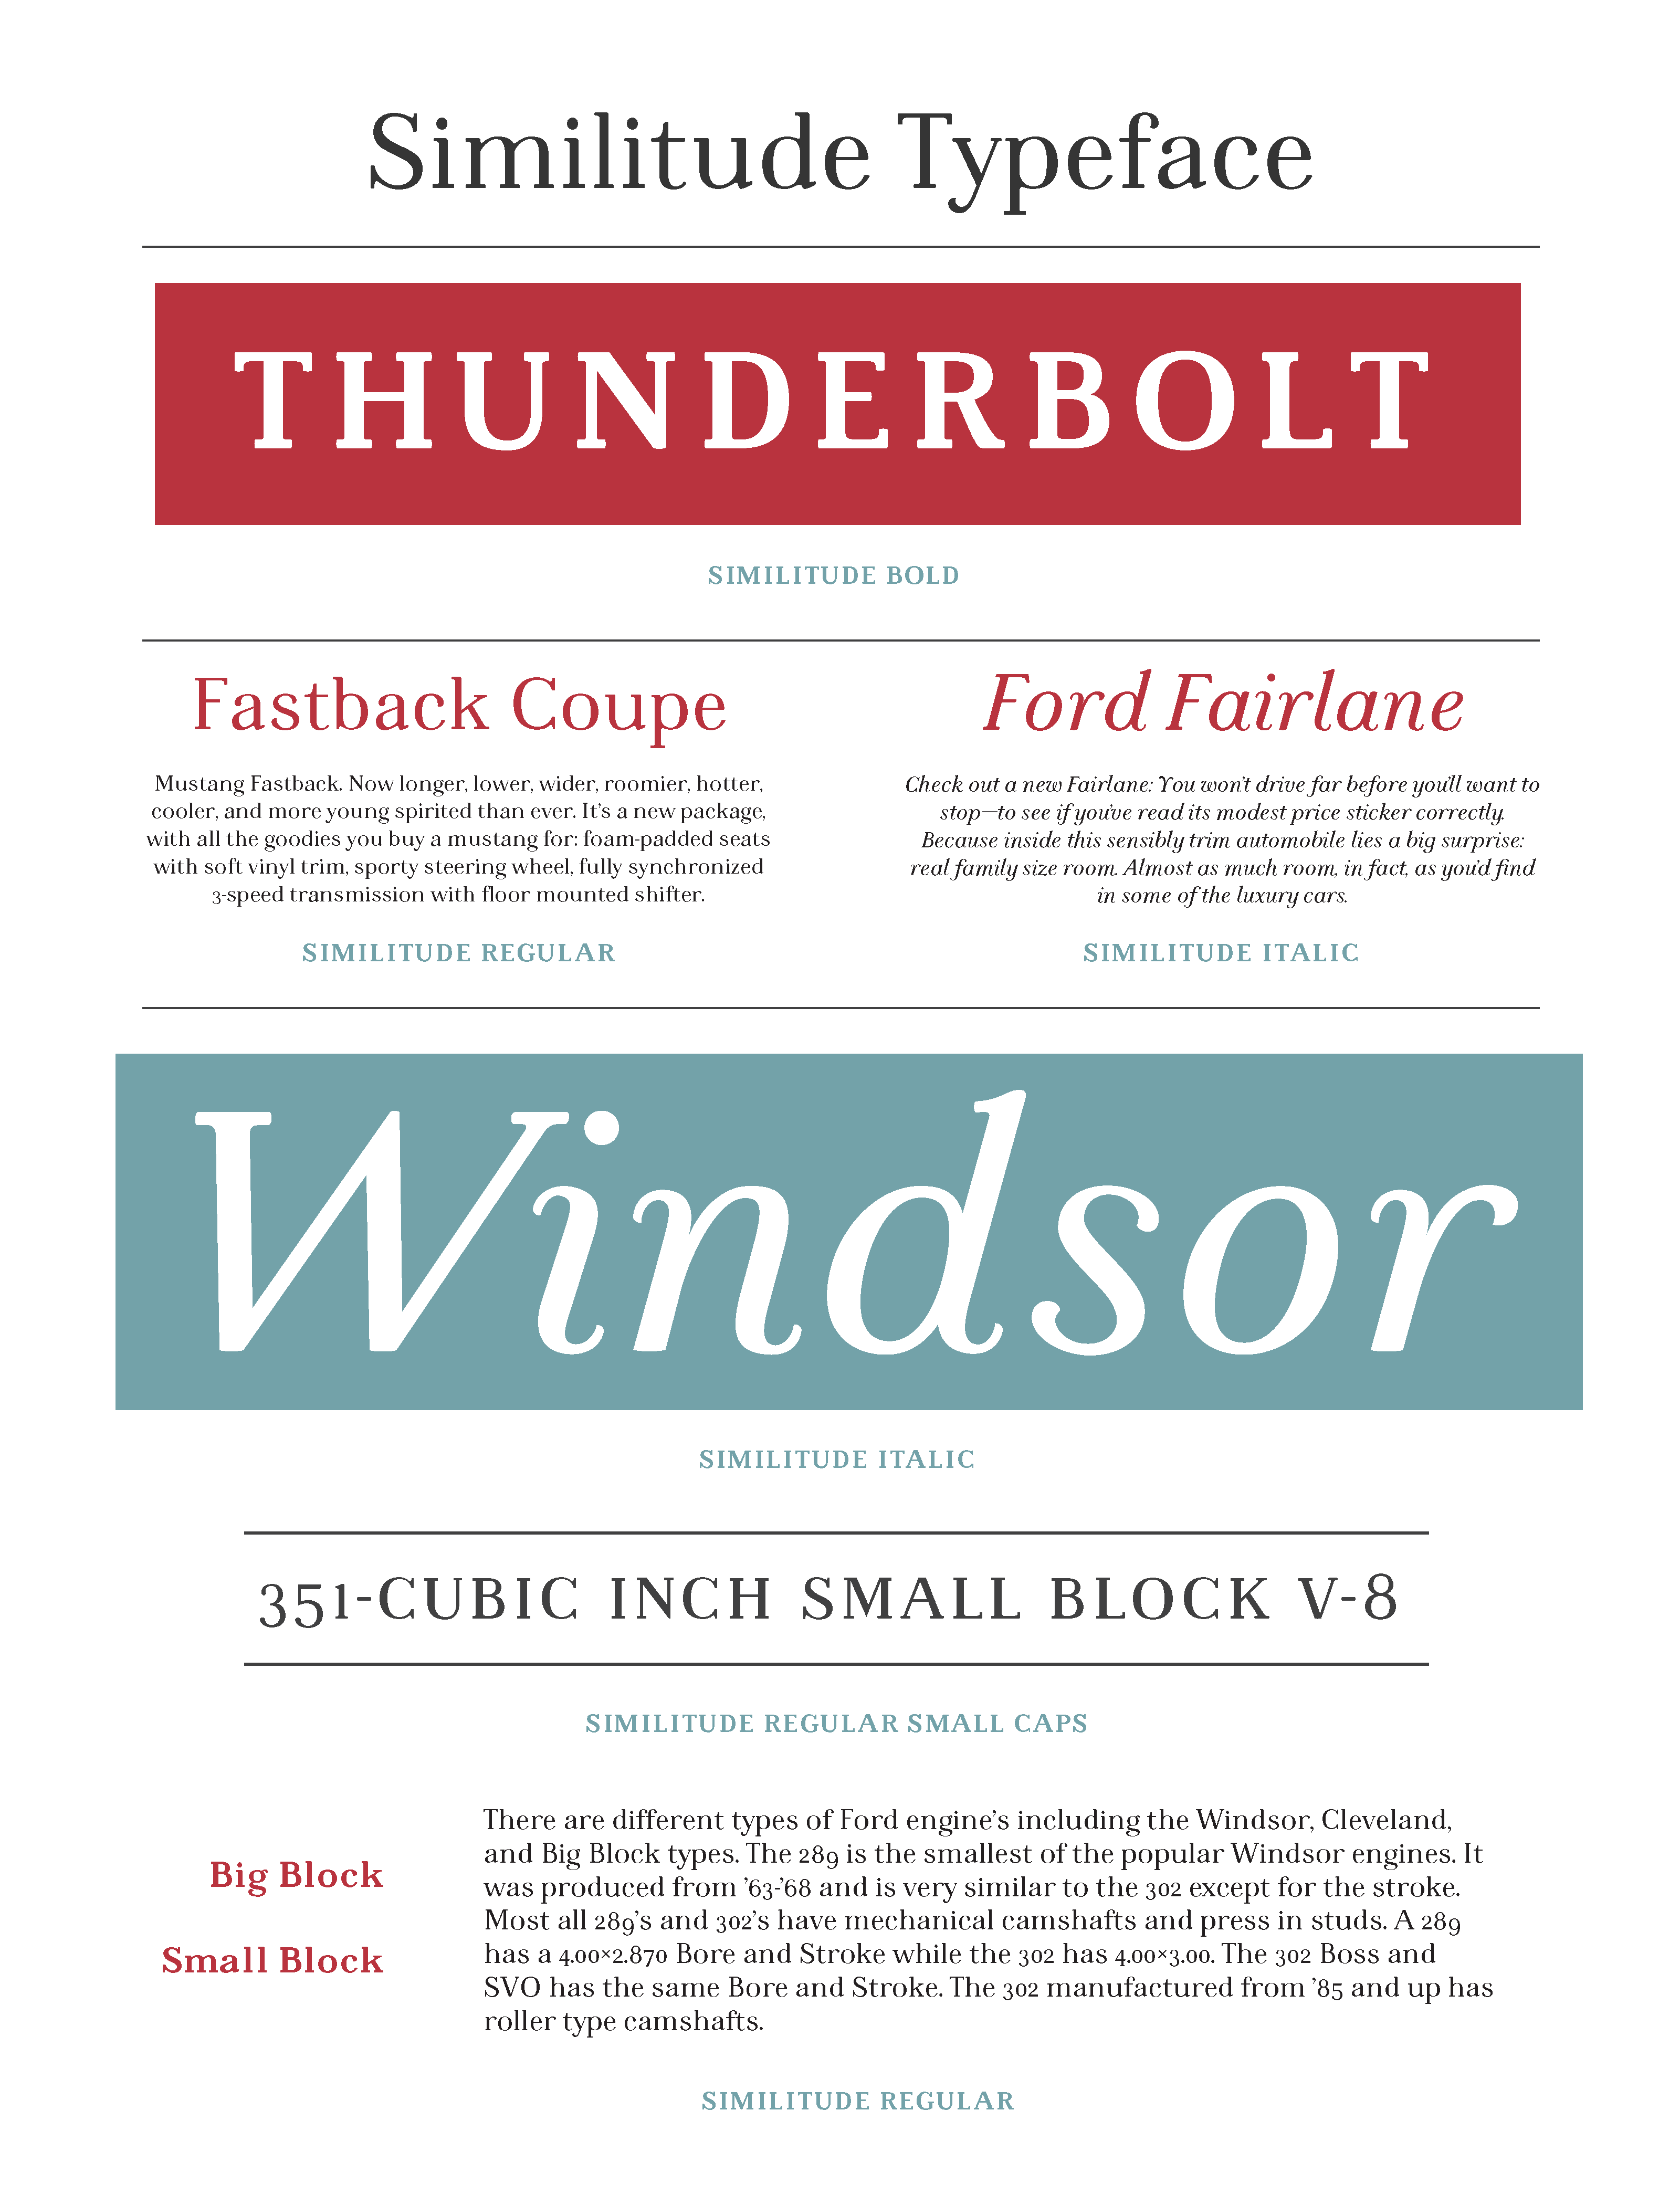 Similitude Typeface
THUNDERBOLT
SIMILITUDE BOLD
Fastback Coupe
Mustang Fastback. Now longer, lower, wider, roomier, hotter,
cooler, and more young spirited than ever. It’s a new package,
with all the goodies you buy a mustang for: foam-padded seats
with soft vinyl trim, sporty steering wheel, fully synchronized
3-speed transmission with floor mounted shifter.
SIMILITUDE REGULAR
Ford Fairlane
Check out a new Fairlane: You won’t drive far before you’ll want to
stop—to see if you’ve read its modest price sticker correctly.
Because inside this sensibly trim automobile lies a big surprise:
real family size room. Almost as much room, in fact, as you’d find
in some of the luxury cars.
SIMILITUDE ITALIC
Windsor
SIMILITUDE ITALIC
351-CUBIC INCH SMALL BLOCK V-8
SIMILITUDE REGULAR SMALL CAPS
Big Block
Small Block
There are different types of Ford engine’s including the Windsor, Cleveland,
and Big Block types. The 289 is the smallest of the popular Windsor engines. It
was produced from ’63-’68 and is very similar to the 302 except for the stroke.
Most all 289’s and 302’s have mechanical camshafts and press in studs. A 289
has a 4.00×2.870 Bore and Stroke while the 302 has 4.00×3.00. The 302 Boss and
SVO has the same Bore and Stroke. The 302 manufactured from ’85 and up has
roller type camshafts.
SIMILITUDE REGULAR